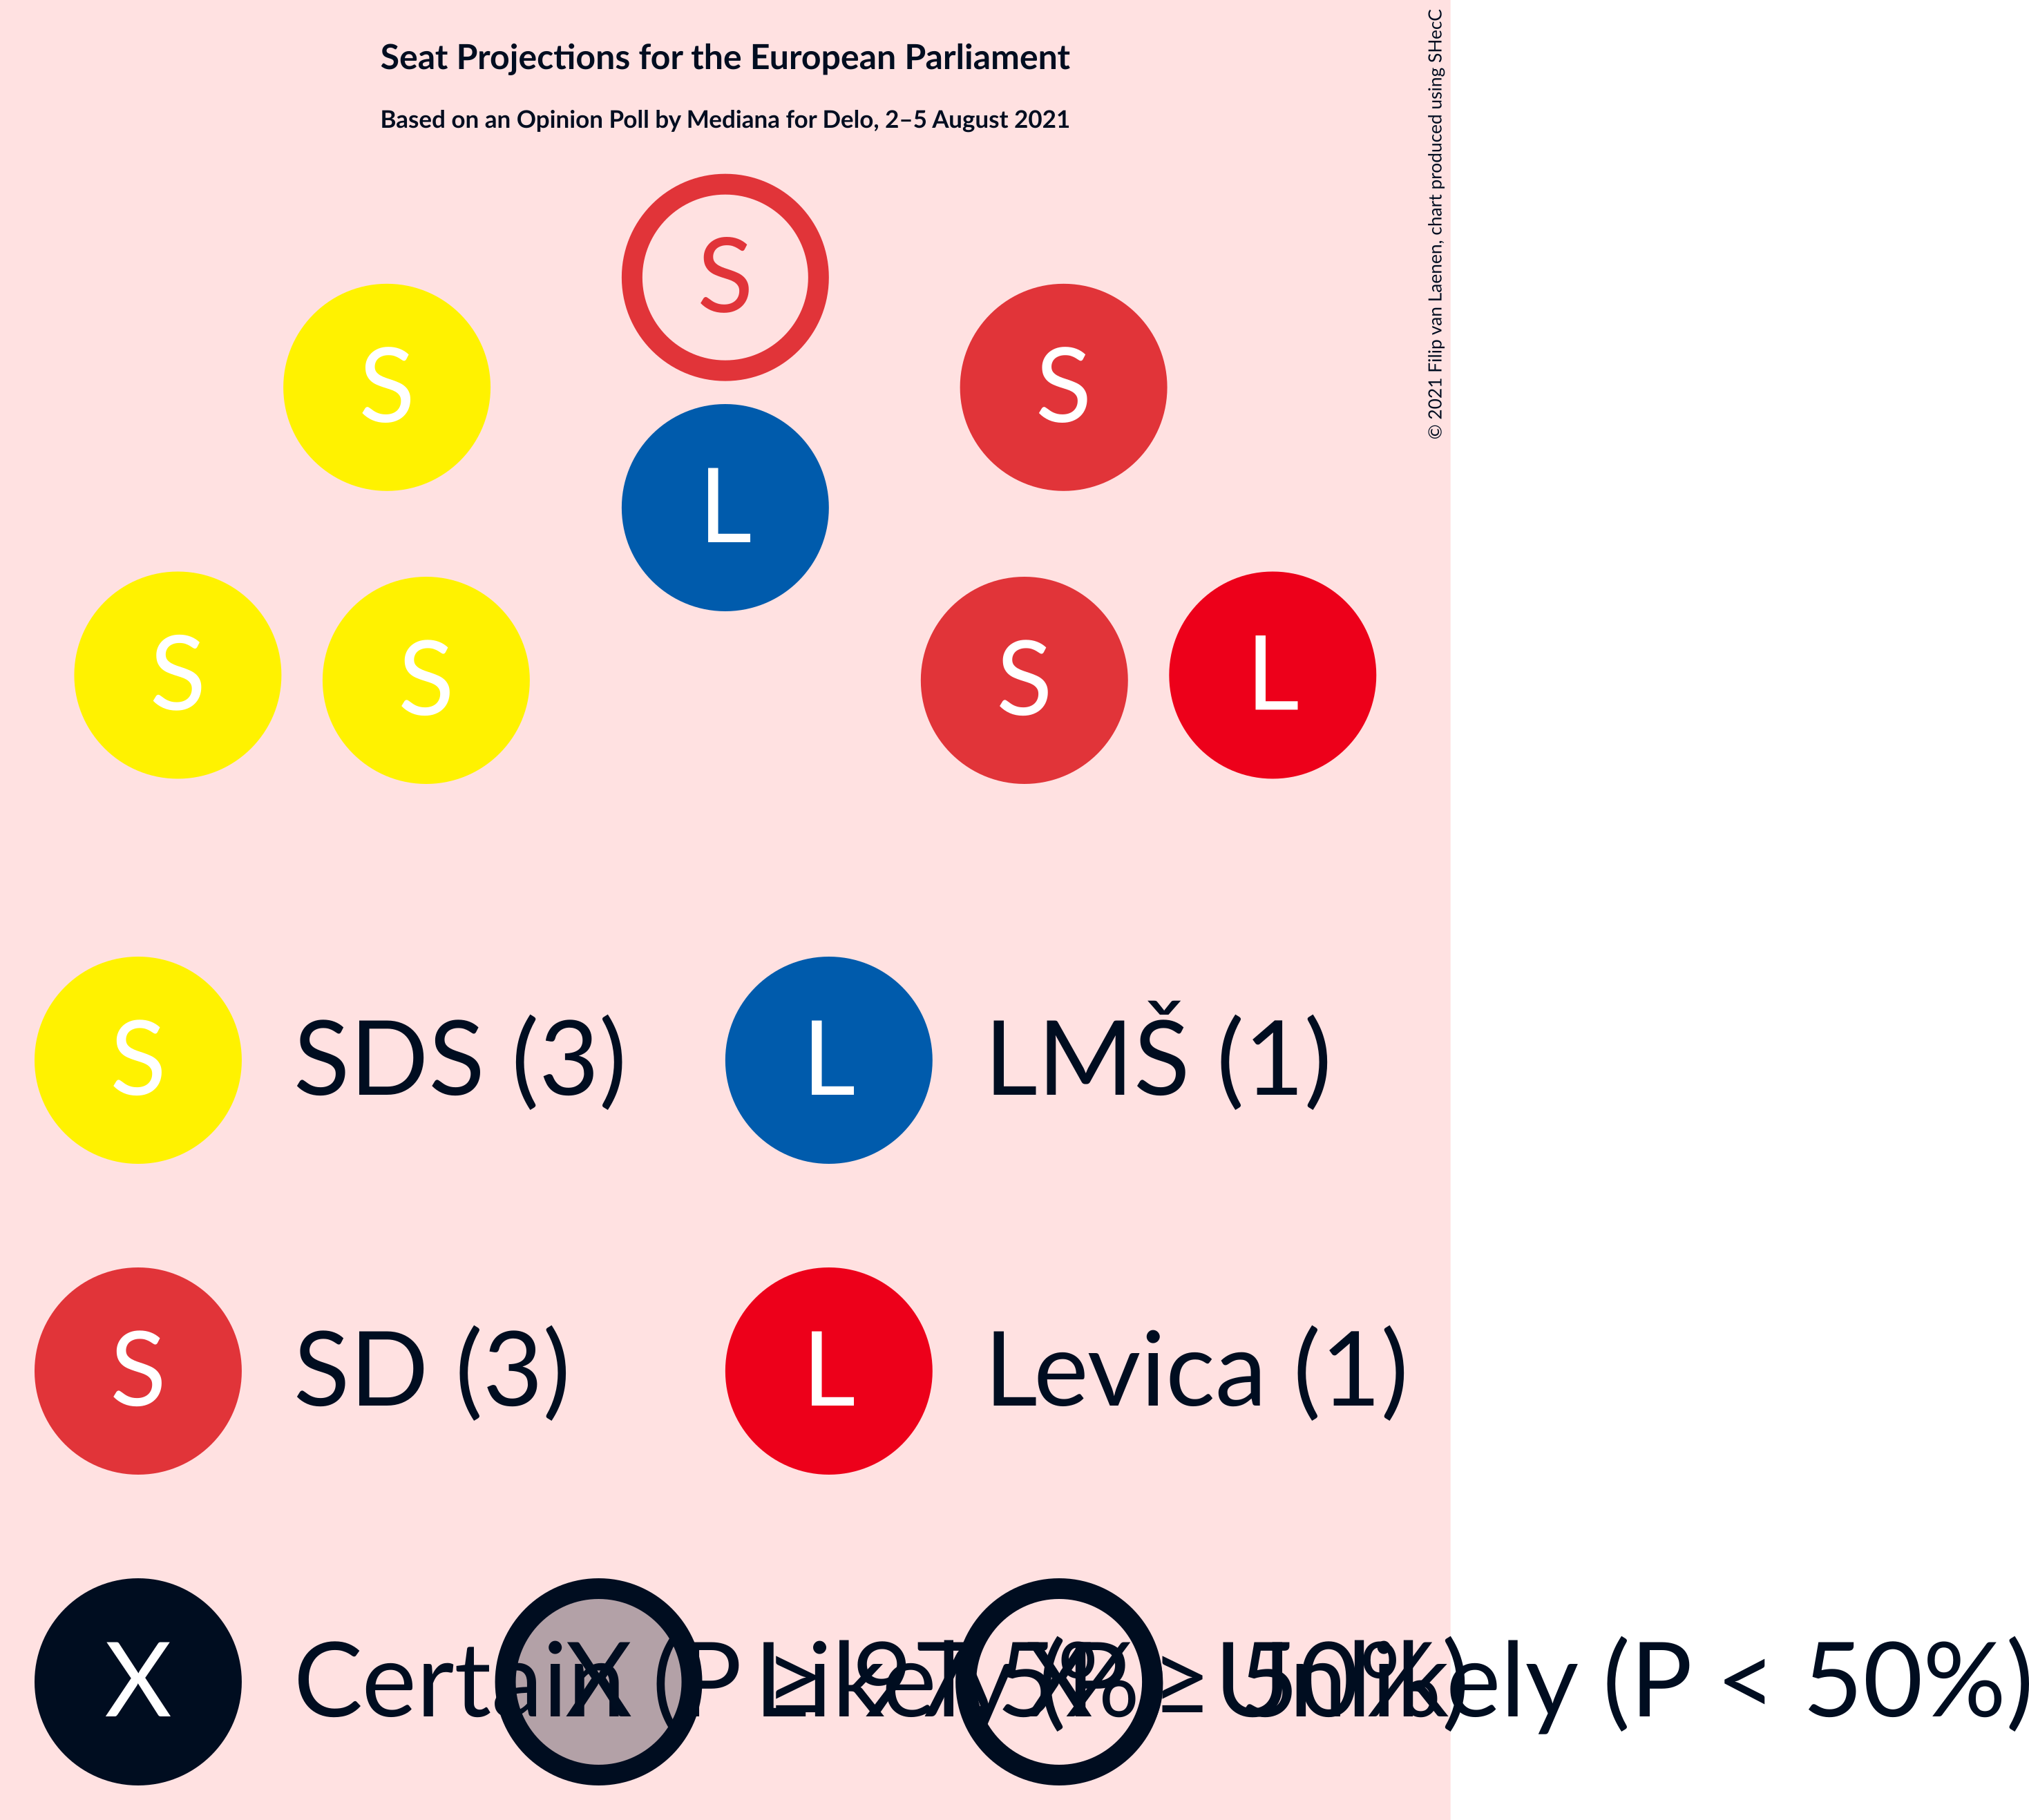 Seat Projections for the European Parliament
Based on an Opinion Poll by Mediana for Delo, 2–5 August 2021
© 2021 Filip van Laenen, chart produced using SHecC
S
S
S
L
S
S
S
L
S SDS (3)
L LMŠ (1)
S SD (3)
L Levica (1)
X Certain (P ≥ 97.5%)
X Likely (P ≥ 50%)
X Unlikely (P < 50%)